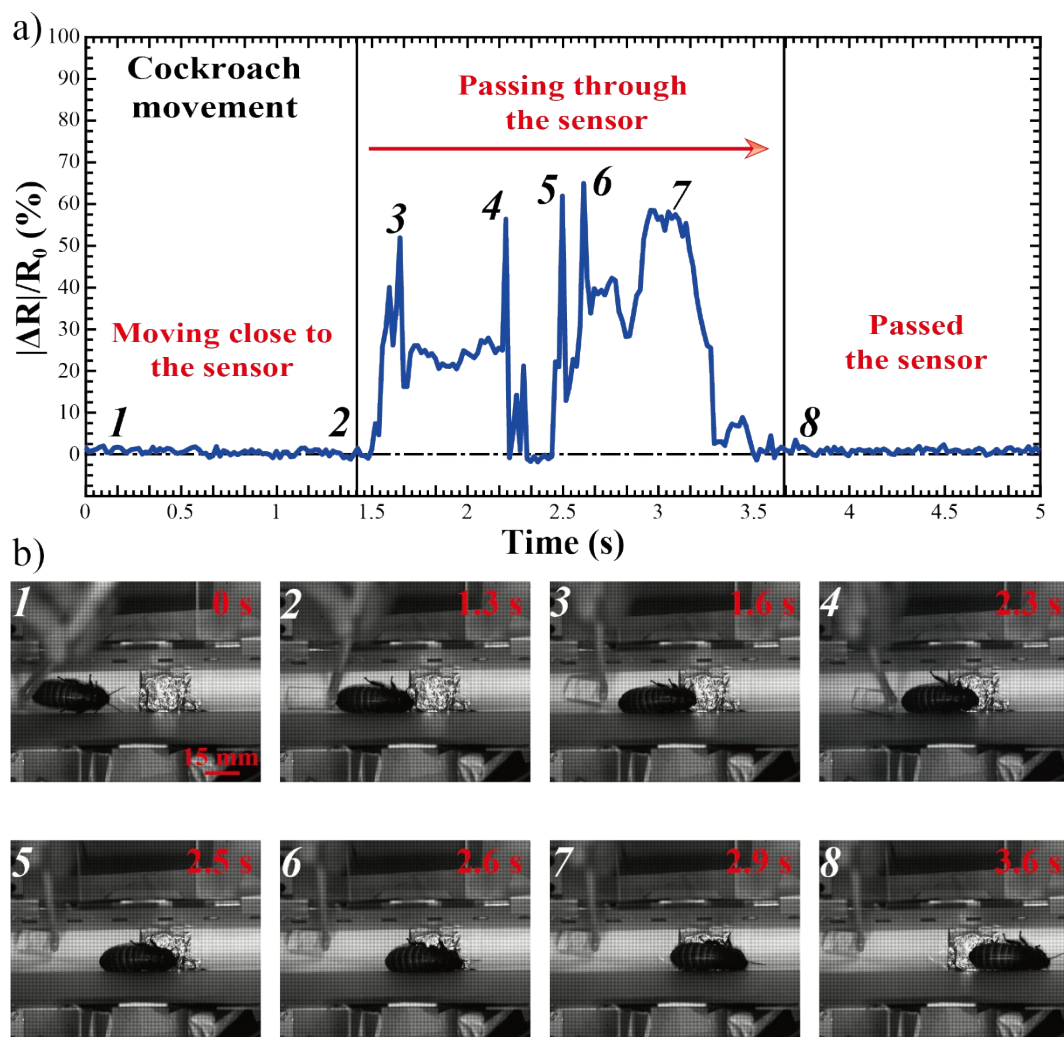 a)
100
90
80
70
60
50
40
30
20
10
0
|ΔR|/R₀ (%)
Cockroach
movement
Passing through
the sensor
Moving close to
the sensor
Passed
the sensor
1
2
3
4
5
6
7
8
0
0.5
1
1.5
2
2.5
3
3.5
4
4.5
5
Time (s)
b)
1
0 s
15 mm
2
1.3 s
3
1.6 s
4
2.3 s
5
2.5 s
6
2.6 s
7
2.9 s
8
3.6 s